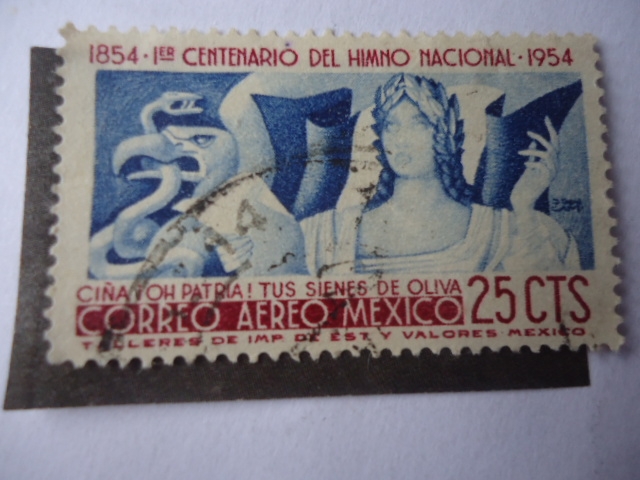 1854 · 1ER CENTENARIO DEL HIMNO NACIONAL · 1954
CIÑA ¡OH PATRIA! TUS SIENES DE OLIVA
CORREO AEREO MEXICO 25 CTS
TALLERES DE IMP. DE EST. Y VALORES · MEXICO